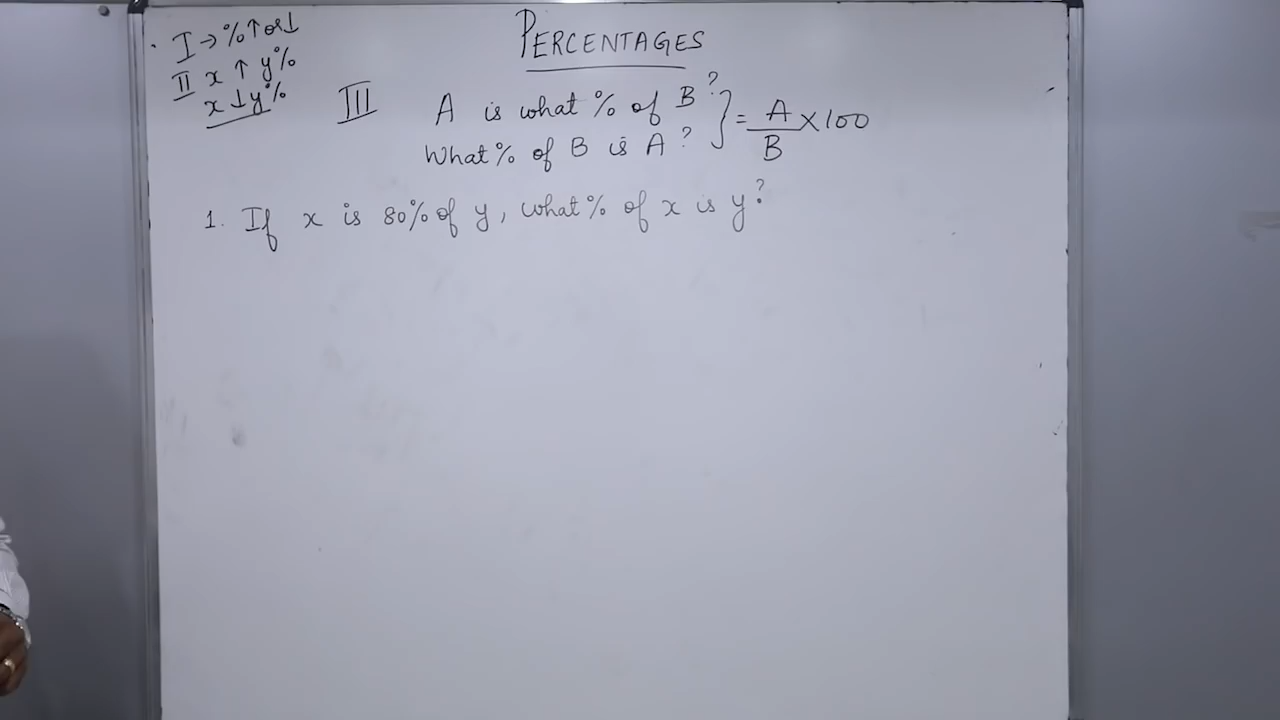 PERCENTAGES
I → % ↑ or ↓
II x ↑ y%
x ↓ y%
III A is what % of B?
What % of B is A?
} = A/B × 100
1. If x is 80% of y, what % of x is y?